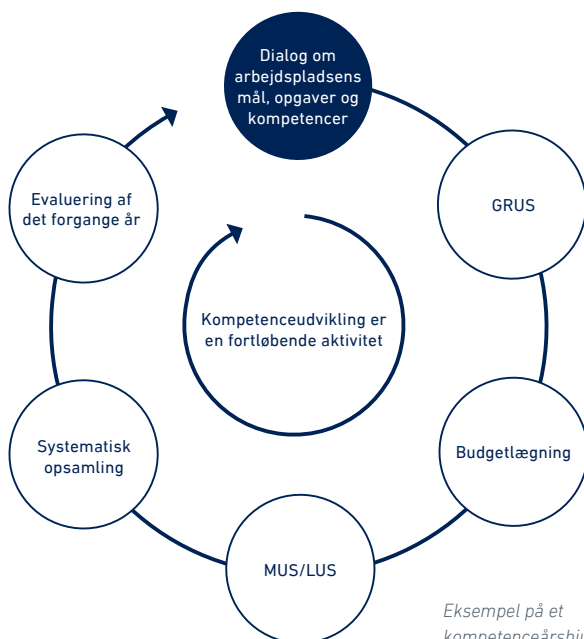 Dialog om
arbejdspladsens
mål, opgaver og
kompetencer
GRUS
Budgetlægning
MUS/LUS
Systematisk
opsamling
Evaluering af
det forgange år
Kompetenceudvikling er
en fortløbende aktivitet
Eksempel på et